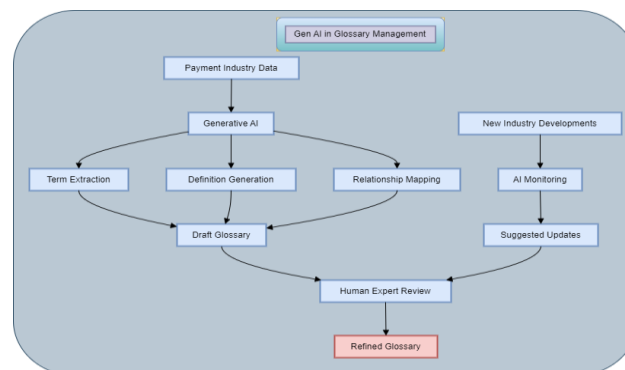 Gen AI in Glossary Management
Payment Industry Data
Generative AI
New Industry Developments
Term Extraction
Definition Generation
Relationship Mapping
AI Monitoring
Draft Glossary
Suggested Updates
Human Expert Review
Refined Glossary